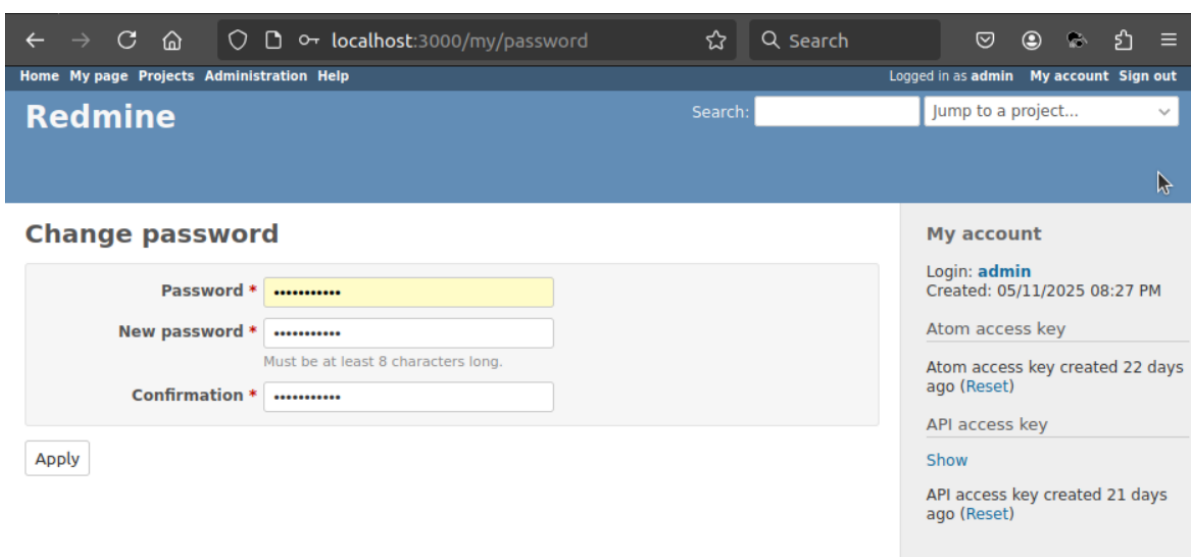 localhost:3000/my/password
Search
Home My page Projects Administration Help
Logged in as admin My account Sign out
Redmine
Search:
Jump to a project...
Change password
Password *
•••••••••••
New password *
•••••••••••
Must be at least 8 characters long.
Confirmation *
•••••••••••
Apply
My account
Login: admin
Created: 05/11/2025 08:27 PM
Atom access key
Atom access key created 22 days
ago (Reset)
API access key
Show
API access key created 21 days
ago (Reset)